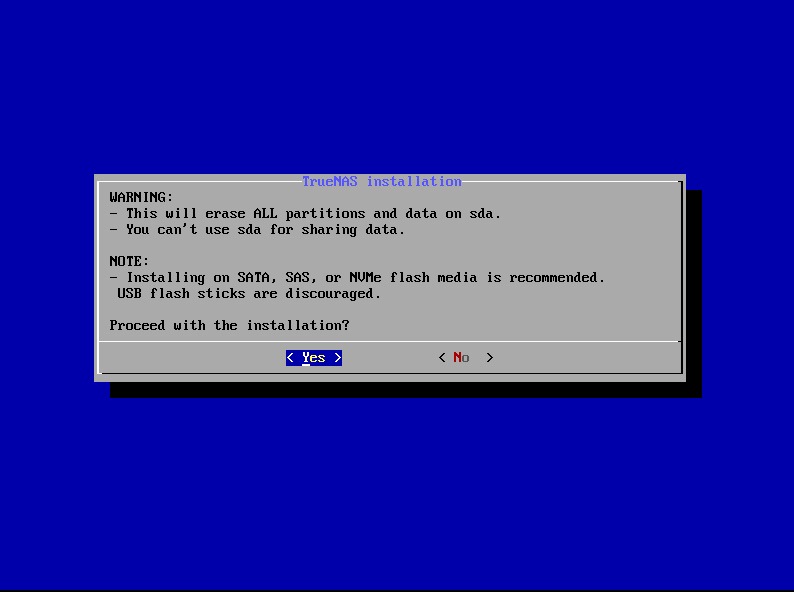 TrueNAS installation
WARNING:
- This will erase ALL partitions and data on sda.
- You can't use sda for sharing data.
NOTE:
- Installing on SATA, SAS, or NVMe flash media is recommended.
USB flash sticks are discouraged.
Proceed with the installation?
< Yes > < No >